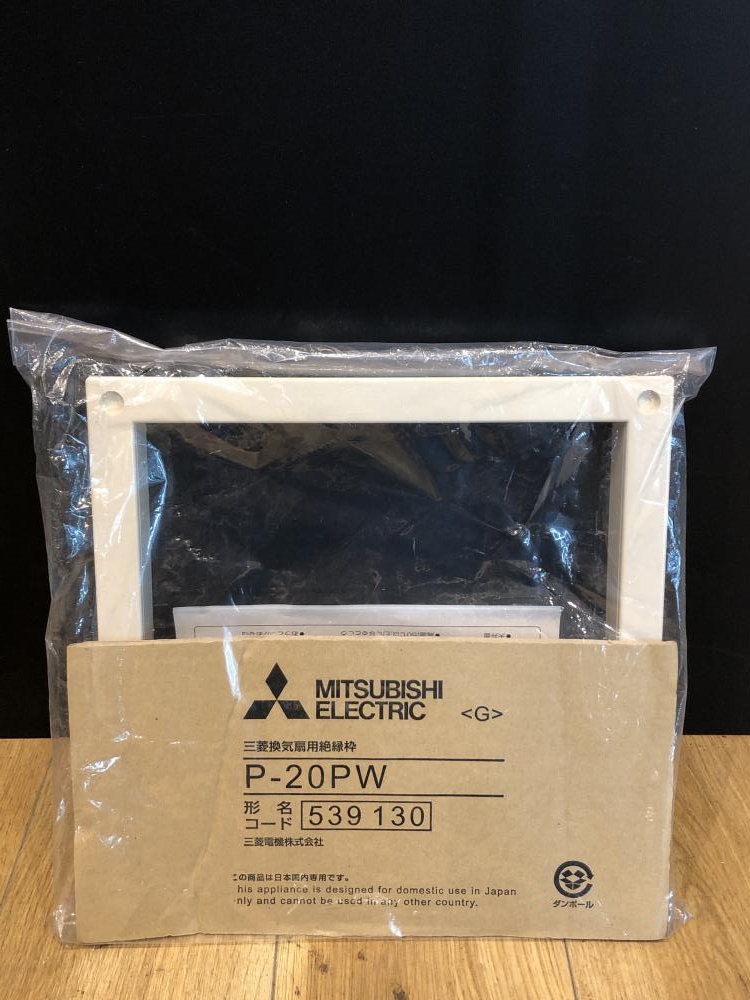 MITSUBISHI
ELECTRIC <G>
三菱換気扇用絶縁枠
P-20PW
形 名
コード 539 130
三菱電機株式会社
の商品は日本国内専用です。
his appliance is designed for domestic use in Japan
nly and cannot be used in any other country.
ダンボール